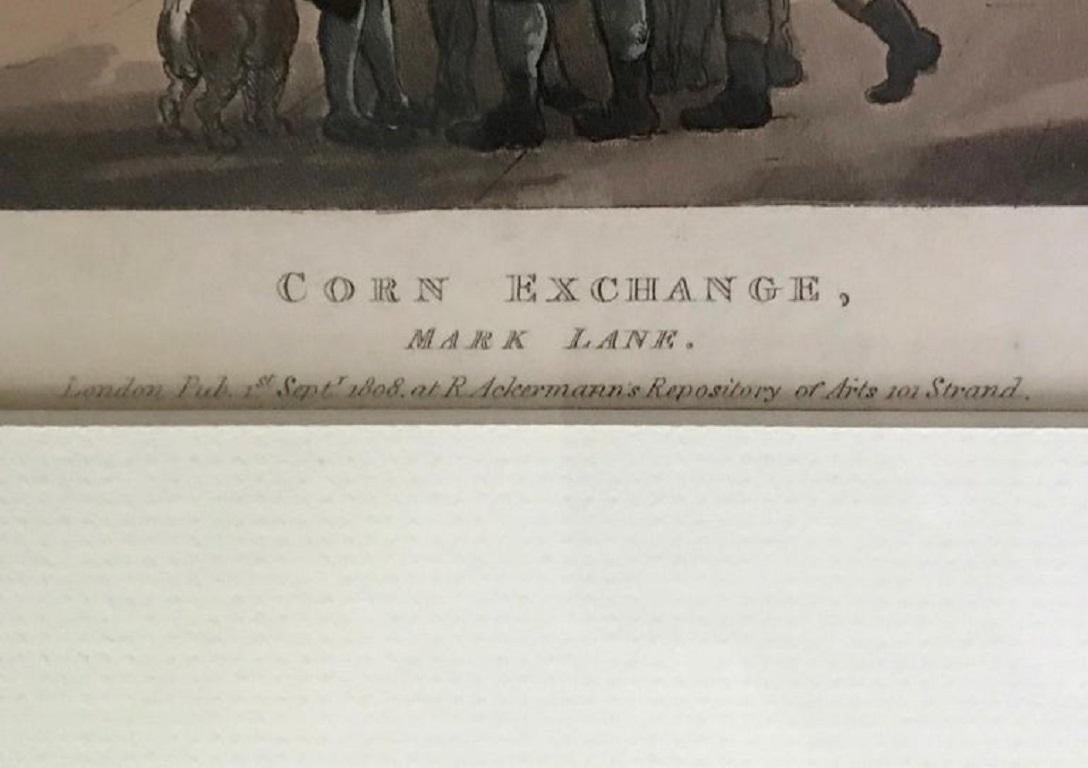 CORN EXCHANGE,
MARK LANE.
London Pub. 1st Septr 1808. at R. Ackermann's Repository of Arts 101 Strand.